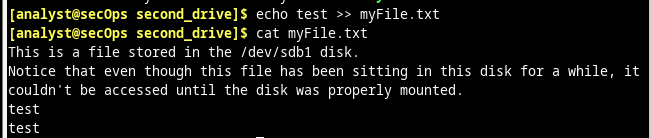 [analyst@secOps second_drive]$ echo test >> myFile.txt
[analyst@secOps second_drive]$ cat myFile.txt
This is a file stored in the /dev/sdb1 disk.
Notice that even though this file has been sitting in this disk for a while, it
couldn't be accessed until the disk was properly mounted.
test
test